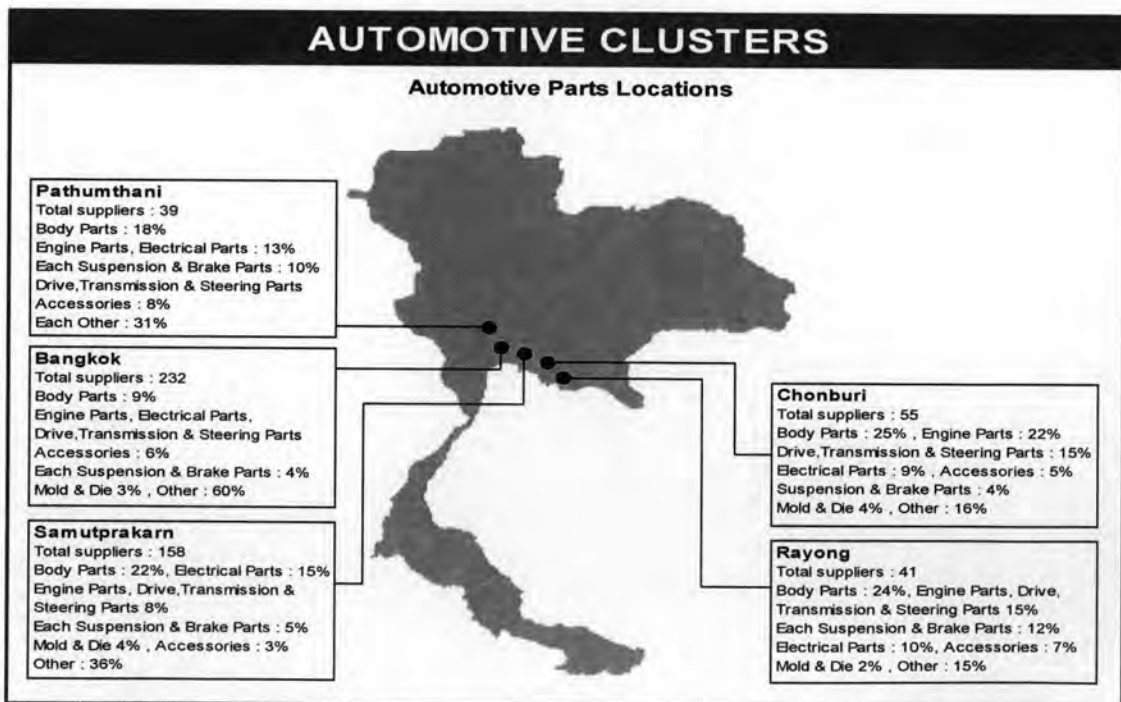 AUTOMOTIVE CLUSTERS
Automotive Parts Locations
Pathumthani
Total suppliers : 39
Body Parts : 18%
Engine Parts, Electrical Parts : 13%
Each Suspension & Brake Parts : 10%
Drive,Transmission & Steering Parts
Accessories : 8%
Each Other : 31%
Bangkok
Total suppliers : 232
Body Parts : 9%
Engine Parts, Electrical Parts,
Drive,Transmission & Steering Parts
Accessories : 6%
Each Suspension & Brake Parts : 4%
Mold & Die 3% , Other : 60%
Samutprakarn
Total suppliers : 158
Body Parts : 22%, Electrical Parts : 15%
Engine Parts, Drive,Transmission &
Steering Parts 8%
Each Suspension & Brake Parts : 5%
Mold & Die 4% , Accessories : 3%
Other : 36%
Chonburi
Total suppliers : 55
Body Parts : 25% , Engine Parts : 22%
Drive,Transmission & Steering Parts : 15%
Electrical Parts : 9% , Accessories : 5%
Suspension & Brake Parts : 4%
Mold & Die 4% , Other : 16%
Rayong
Total suppliers : 41
Body Parts : 24%, Engine Parts, Drive,
Transmission & Steering Parts 15%
Each Suspension & Brake Parts : 12%
Electrical Parts : 10%, Accessories : 7%
Mold & Die 2% , Other : 15%